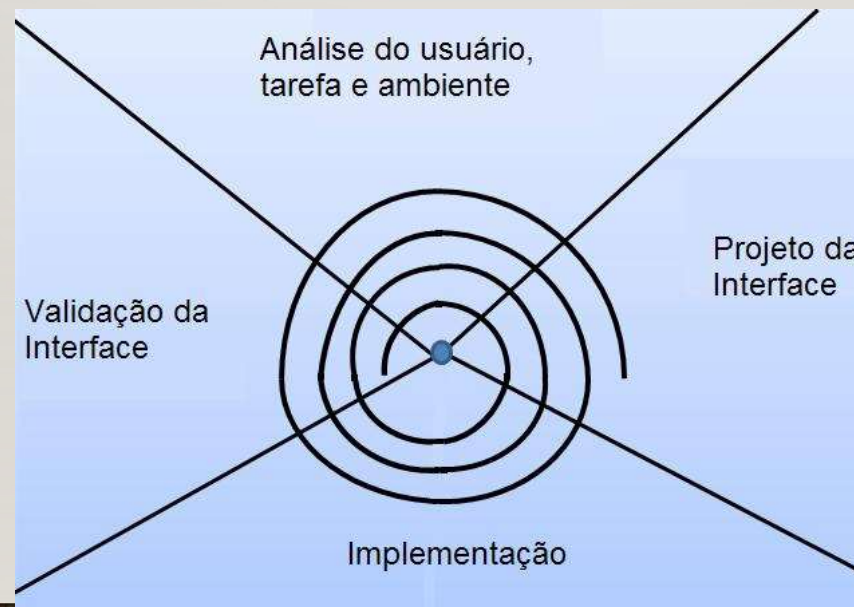 Análise do usuário,
tarefa e ambiente
Projeto da
Interface
Validação da
Interface
Implementação